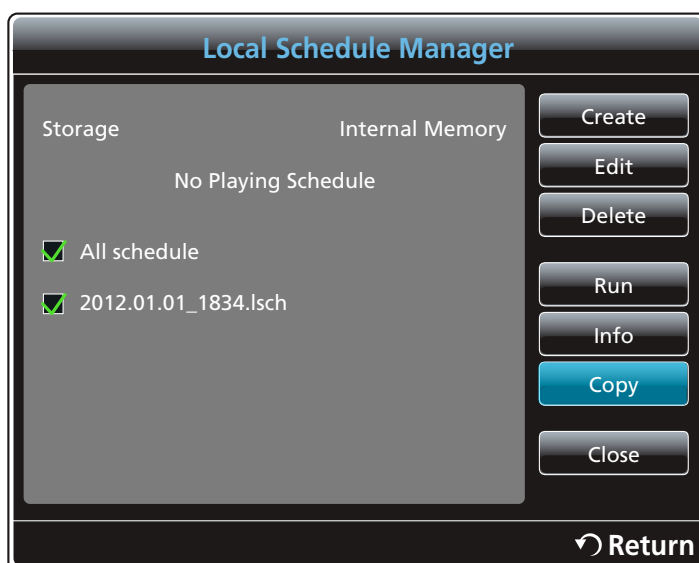 Local Schedule Manager
Storage Internal Memory
No Playing Schedule
All schedule
2012.01.01_1834.lsch
Create
Edit
Delete
Run
Info
Copy
Close
Return